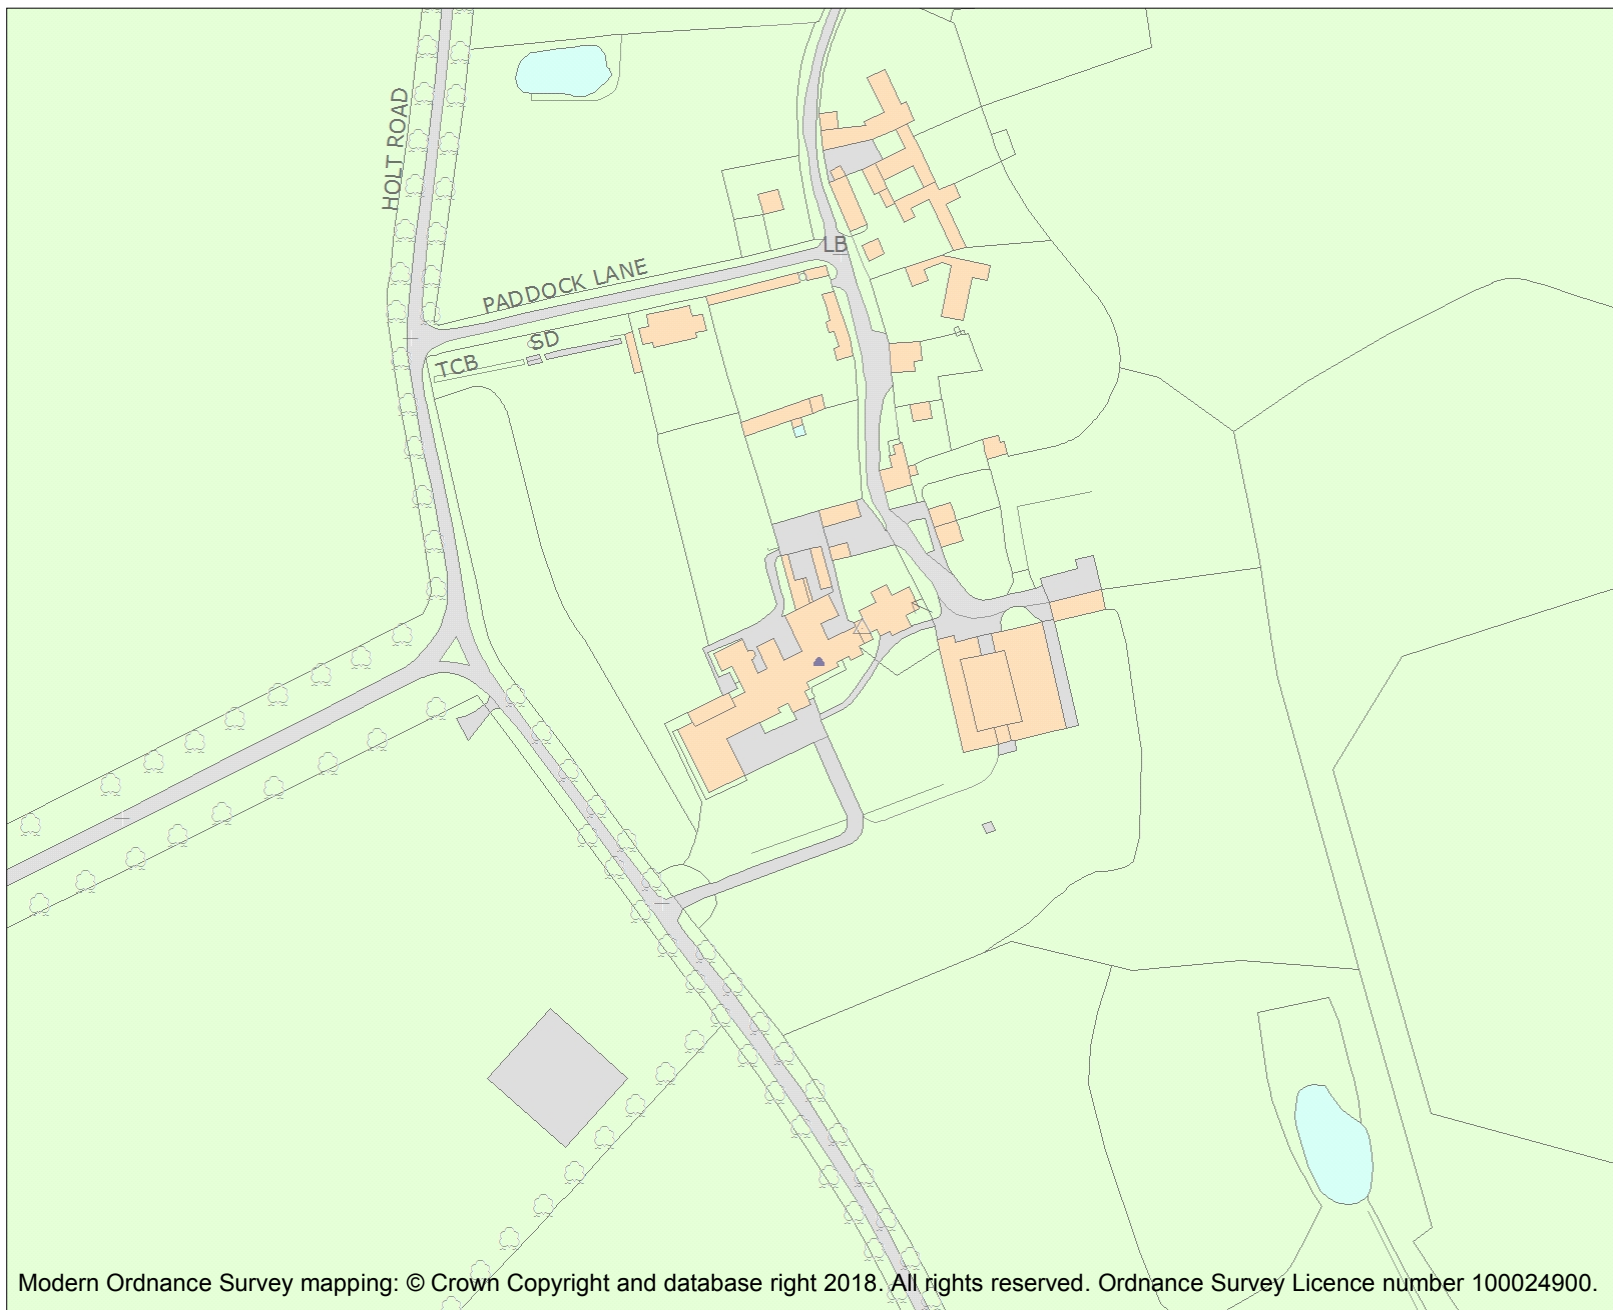 HOLT ROAD
LB
PADDOCK LANE
SD
TCB
Modern Ordnance Survey mapping: © Crown Copyright and database right 2018. All rights reserved. Ordnance Survey Licence number 100024900.